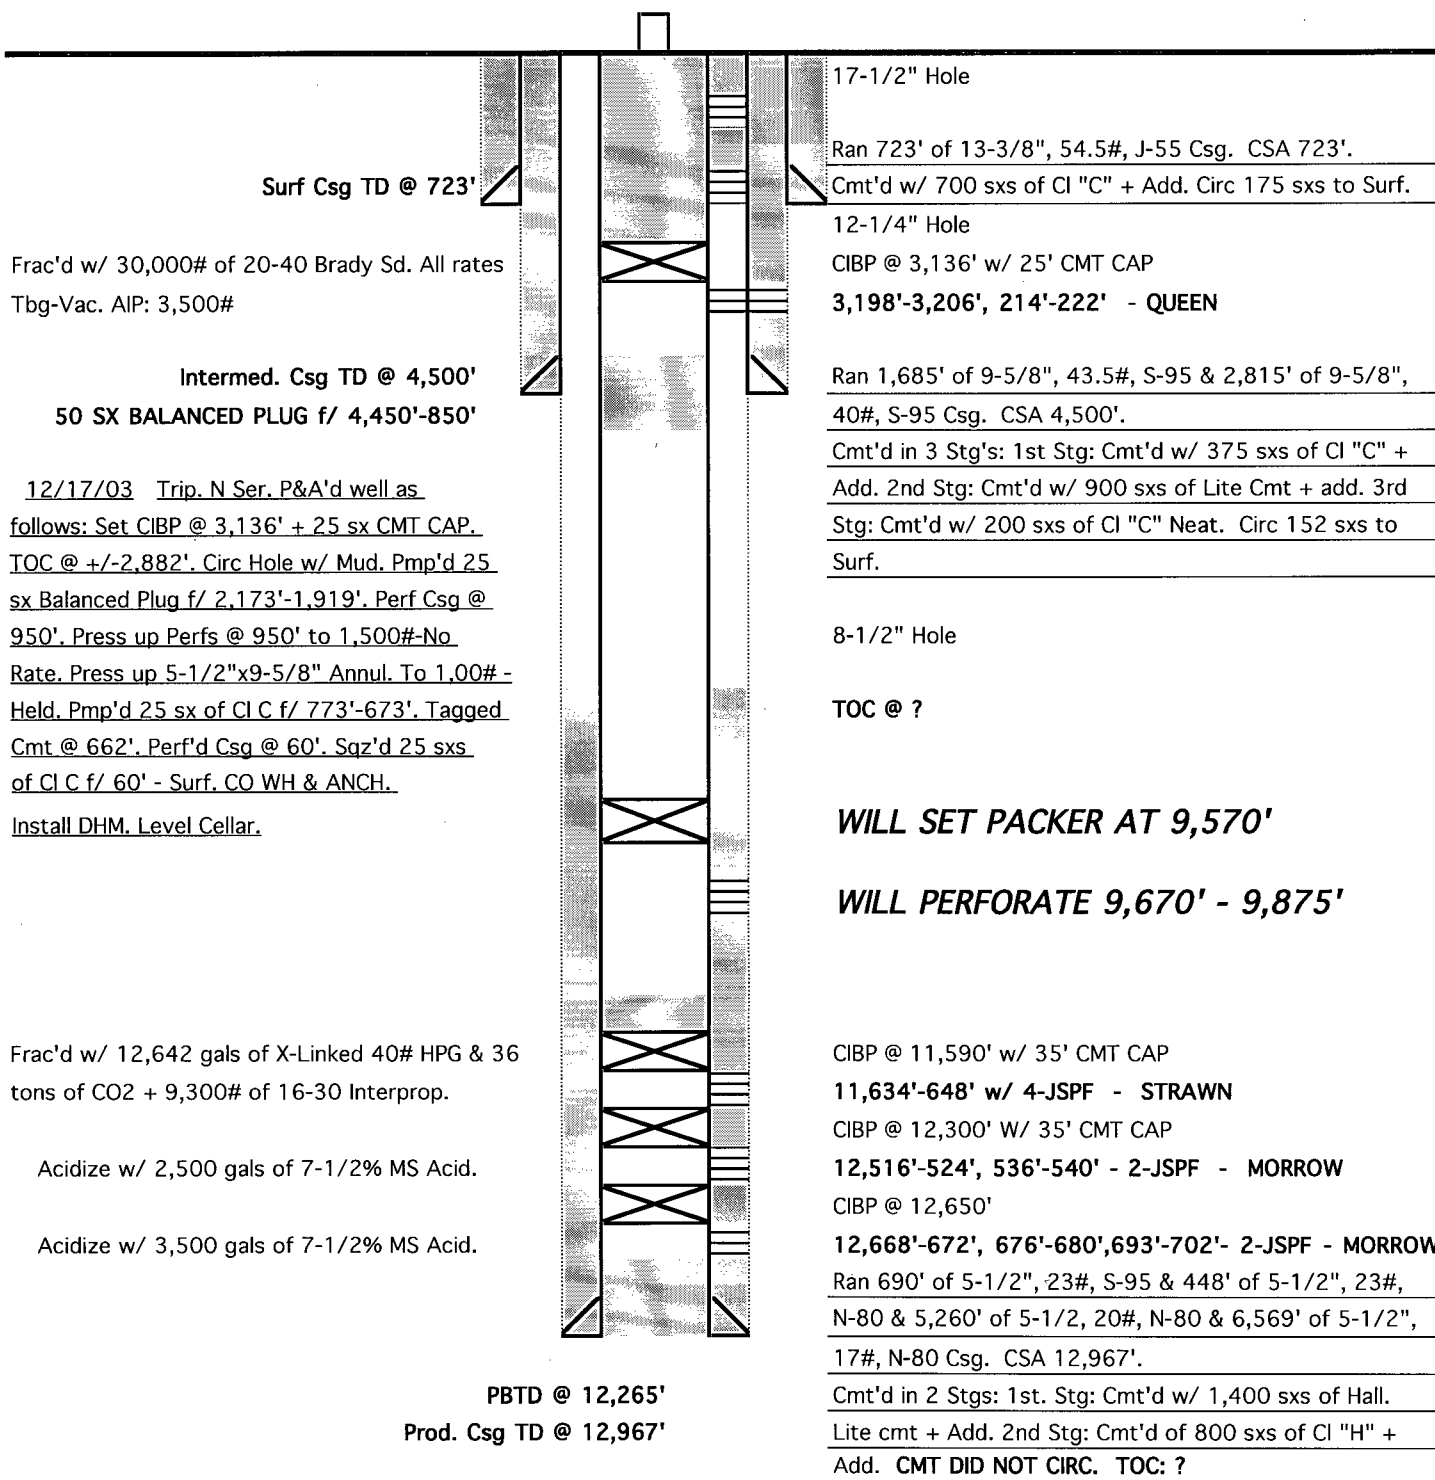 17-1/2" Hole
Ran 723' of 13-3/8", 54.5#, J-55 Csg. CSA 723'.
Surf Csg TD @ 723'
Cmt'd w/ 700 sxs of Cl "C" + Add. Circ 175 sxs to Surf.
12-1/4" Hole
Frac'd w/ 30,000# of 20-40 Brady Sd. All rates
Tbg-Vac. AIP: 3,500#
CIBP @ 3,136' w/ 25' CMT CAP
3,198'-3,206', 214'-222' - QUEEN
Intermed. Csg TD @ 4,500'
50 SX BALANCED PLUG f/ 4,450'-850'
Ran 1,685' of 9-5/8", 43.5#, S-95 & 2,815' of 9-5/8",
40#, S-95 Csg. CSA 4,500'.
Cmt'd in 3 Stg's: 1st Stg: Cmt'd w/ 375 sxs of Cl "C" +
Add. 2nd Stg: Cmt'd w/ 900 sxs of Lite Cmt + add. 3rd
Stg: Cmt'd w/ 200 sxs of Cl "C" Neat. Circ 152 sxs to
Surf.
12/17/03 Trip. N Ser. P&A'd well as
follows: Set CIBP @ 3,136' + 25 sx CMT CAP.
TOC @ +/-2,882'. Circ Hole w/ Mud. Pmp'd 25
sx Balanced Plug f/ 2,173'-1,919'. Perf Csg @
950'. Press up Perfs @ 950' to 1,500#-No
Rate. Press up 5-1/2"x9-5/8" Annul. To 1,00# -
Held. Pmp'd 25 sx of Cl C f/ 773'-673'. Tagged
Cmt @ 662'. Perf'd Csg @ 60'. Sqz'd 25 sxs
of Cl C f/ 60' - Surf. CO WH & ANCH.
Install DHM. Level Cellar.
8-1/2" Hole
TOC @ ?
WILL SET PACKER AT 9,570'
WILL PERFORATE 9,670' - 9,875'
Frac'd w/ 12,642 gals of X-Linked 40# HPG & 36
tons of CO2 + 9,300# of 16-30 Interprop.
CIBP @ 11,590' w/ 35' CMT CAP
11,634'-648' w/ 4-JSPF - STRAWN
CIBP @ 12,300' W/ 35' CMT CAP
Acidize w/ 2,500 gals of 7-1/2% MS Acid.
12,516'-524', 536'-540' - 2-JSPF - MORROW
CIBP @ 12,650'
Acidize w/ 3,500 gals of 7-1/2% MS Acid.
12,668'-672', 676'-680',693'-702'- 2-JSPF - MORROW
Ran 690' of 5-1/2", 23#, S-95 & 448' of 5-1/2", 23#,
N-80 & 5,260' of 5-1/2, 20#, N-80 & 6,569' of 5-1/2",
17#, N-80 Csg. CSA 12,967'.
PBTD @ 12,265'
Prod. Csg TD @ 12,967'
Cmt'd in 2 Stgs: 1st. Stg: Cmt'd w/ 1,400 sxs of Hall.
Lite cmt + Add. 2nd Stg: Cmt'd of 800 sxs of Cl "H" +
Add. CMT DID NOT CIRC. TOC: ?